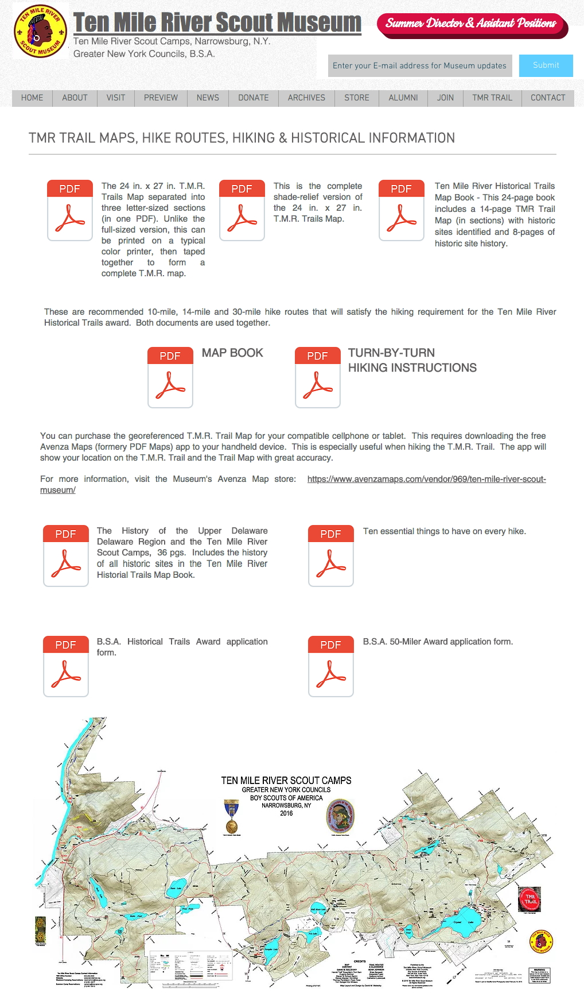 TEN MILE RIVER
SCOUT MUSEUM
Ten Mile River Scout Museum
Ten Mile River Scout Camps, Narrowsburg, N.Y.
Greater New York Councils, B.S.A.
Summer Director & Assistant Positions
Enter your E-mail address for Museum updates
Submit
HOME ABOUT VISIT PREVIEW NEWS DONATE ARCHIVES STORE ALUMNI JOIN TMR TRAIL CONTACT
TMR TRAIL MAPS, HIKE ROUTES, HIKING & HISTORICAL INFORMATION
PDF
The 24 in. x 27 in. T.M.R.
Trails Map separated into
three letter-sized sections
(in one PDF). Unlike the
full-sized version, this can
be printed on a typical
color printer, then taped
together to form a
complete T.M.R. map.
PDF
This is the complete
shade-relief version of
the 24 in. x 27 in.
T.M.R. Trails Map.
PDF
Ten Mile River Historical Trails
Map Book - This 24-page book
includes a 14-page TMR Trail
Map (in sections) with historic
sites identified and 8-pages of
historic site history.
These are recommended 10-mile, 14-mile and 30-mile hike routes that will satisfy the hiking requirement for the Ten Mile River
Historical Trails award. Both documents are used together.
PDF
MAP BOOK
PDF
TURN-BY-TURN
HIKING INSTRUCTIONS
You can purchase the georeferenced T.M.R. Trail Map for your compatible cellphone or tablet. This requires downloading the free
Avenza Maps (formery PDF Maps) app to your handheld device. This is especially useful when hiking the T.M.R. Trail. The app will
show your location on the T.M.R. Trail and the Trail Map with great accuracy.
For more information, visit the Museum's Avenza Map store: https://www.avenzamaps.com/vendor/969/ten-mile-river-scout-
museum/
PDF
The History of the Upper Delaware
Delaware Region and the Ten Mile River
Scout Camps, 36 pgs. Includes the history
of all historic sites in the Ten Mile River
Historial Trails Map Book.
PDF
Ten essential things to have on every hike.
PDF
B.S.A. Historical Trails Award application
form.
PDF
B.S.A. 50-Miler Award application form.
TEN MILE RIVER SCOUT CAMPS
GREATER NEW YORK COUNCILS
BOY SCOUTS OF AMERICA
NARROWSBURG, NY
2016
Crystal Lake
TMR
TRAIL
TEN MILE RIVER
SCOUT MUSEUM
CREDITS
WARNING